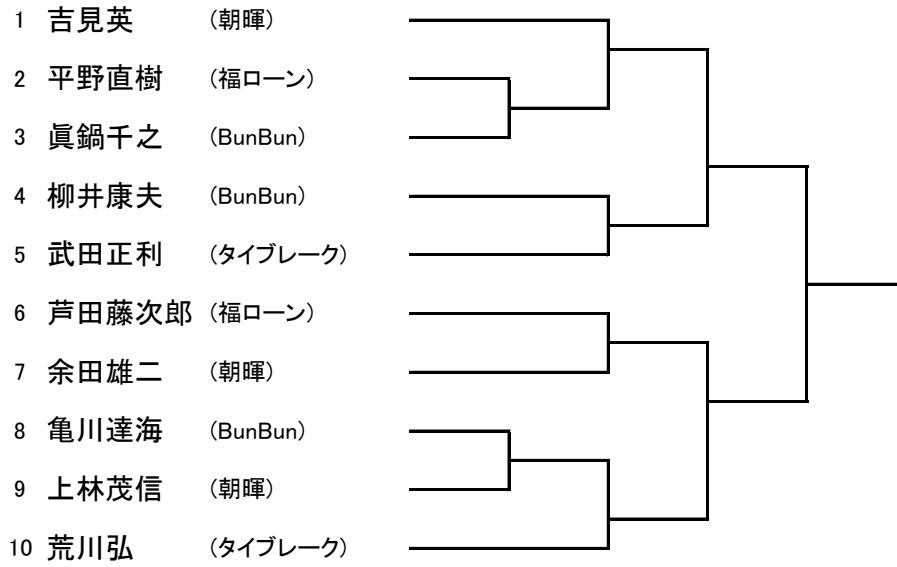 1 吉見英 (朝暉)
2 平野直樹 (福ローン)
3 眞鍋千之 (BunBun)
4 柳井康夫 (BunBun)
5 武田正利 (タイブレーク)
6 芦田藤次郎 (福ローン)
7 余田雄二 (朝暉)
8 亀川達海 (BunBun)
9 上林茂信 (朝暉)
10 荒川弘 (タイブレーク)